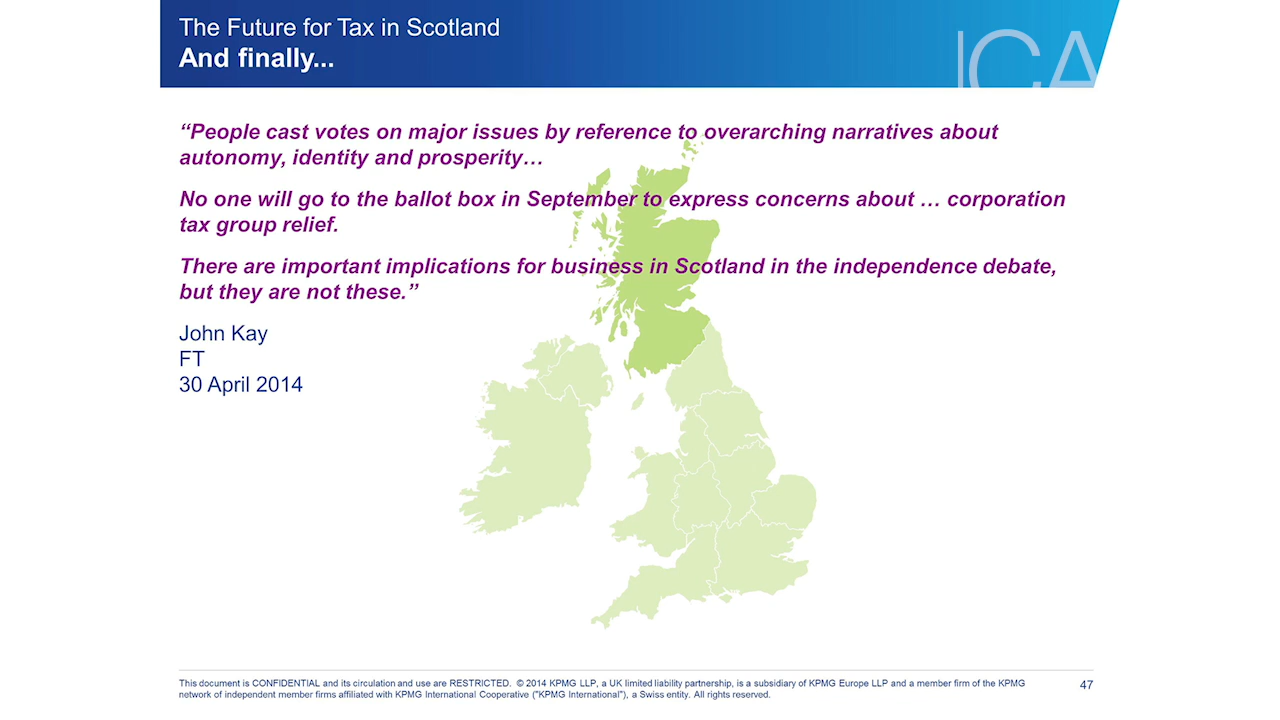 The Future for Tax in Scotland
And finally...
ICA
“People cast votes on major issues by reference to overarching narratives about
autonomy, identity and prosperity…
No one will go to the ballot box in September to express concerns about … corporation
tax group relief.
There are important implications for business in Scotland in the independence debate,
but they are not these.”
John Kay
FT
30 April 2014
This document is CONFIDENTIAL and its circulation and use are RESTRICTED. © 2014 KPMG LLP, a UK limited liability partnership, is a subsidiary of KPMG Europe LLP and a member firm of the KPMG
network of independent member firms affiliated with KPMG International Cooperative ("KPMG International"), a Swiss entity. All rights reserved.
47